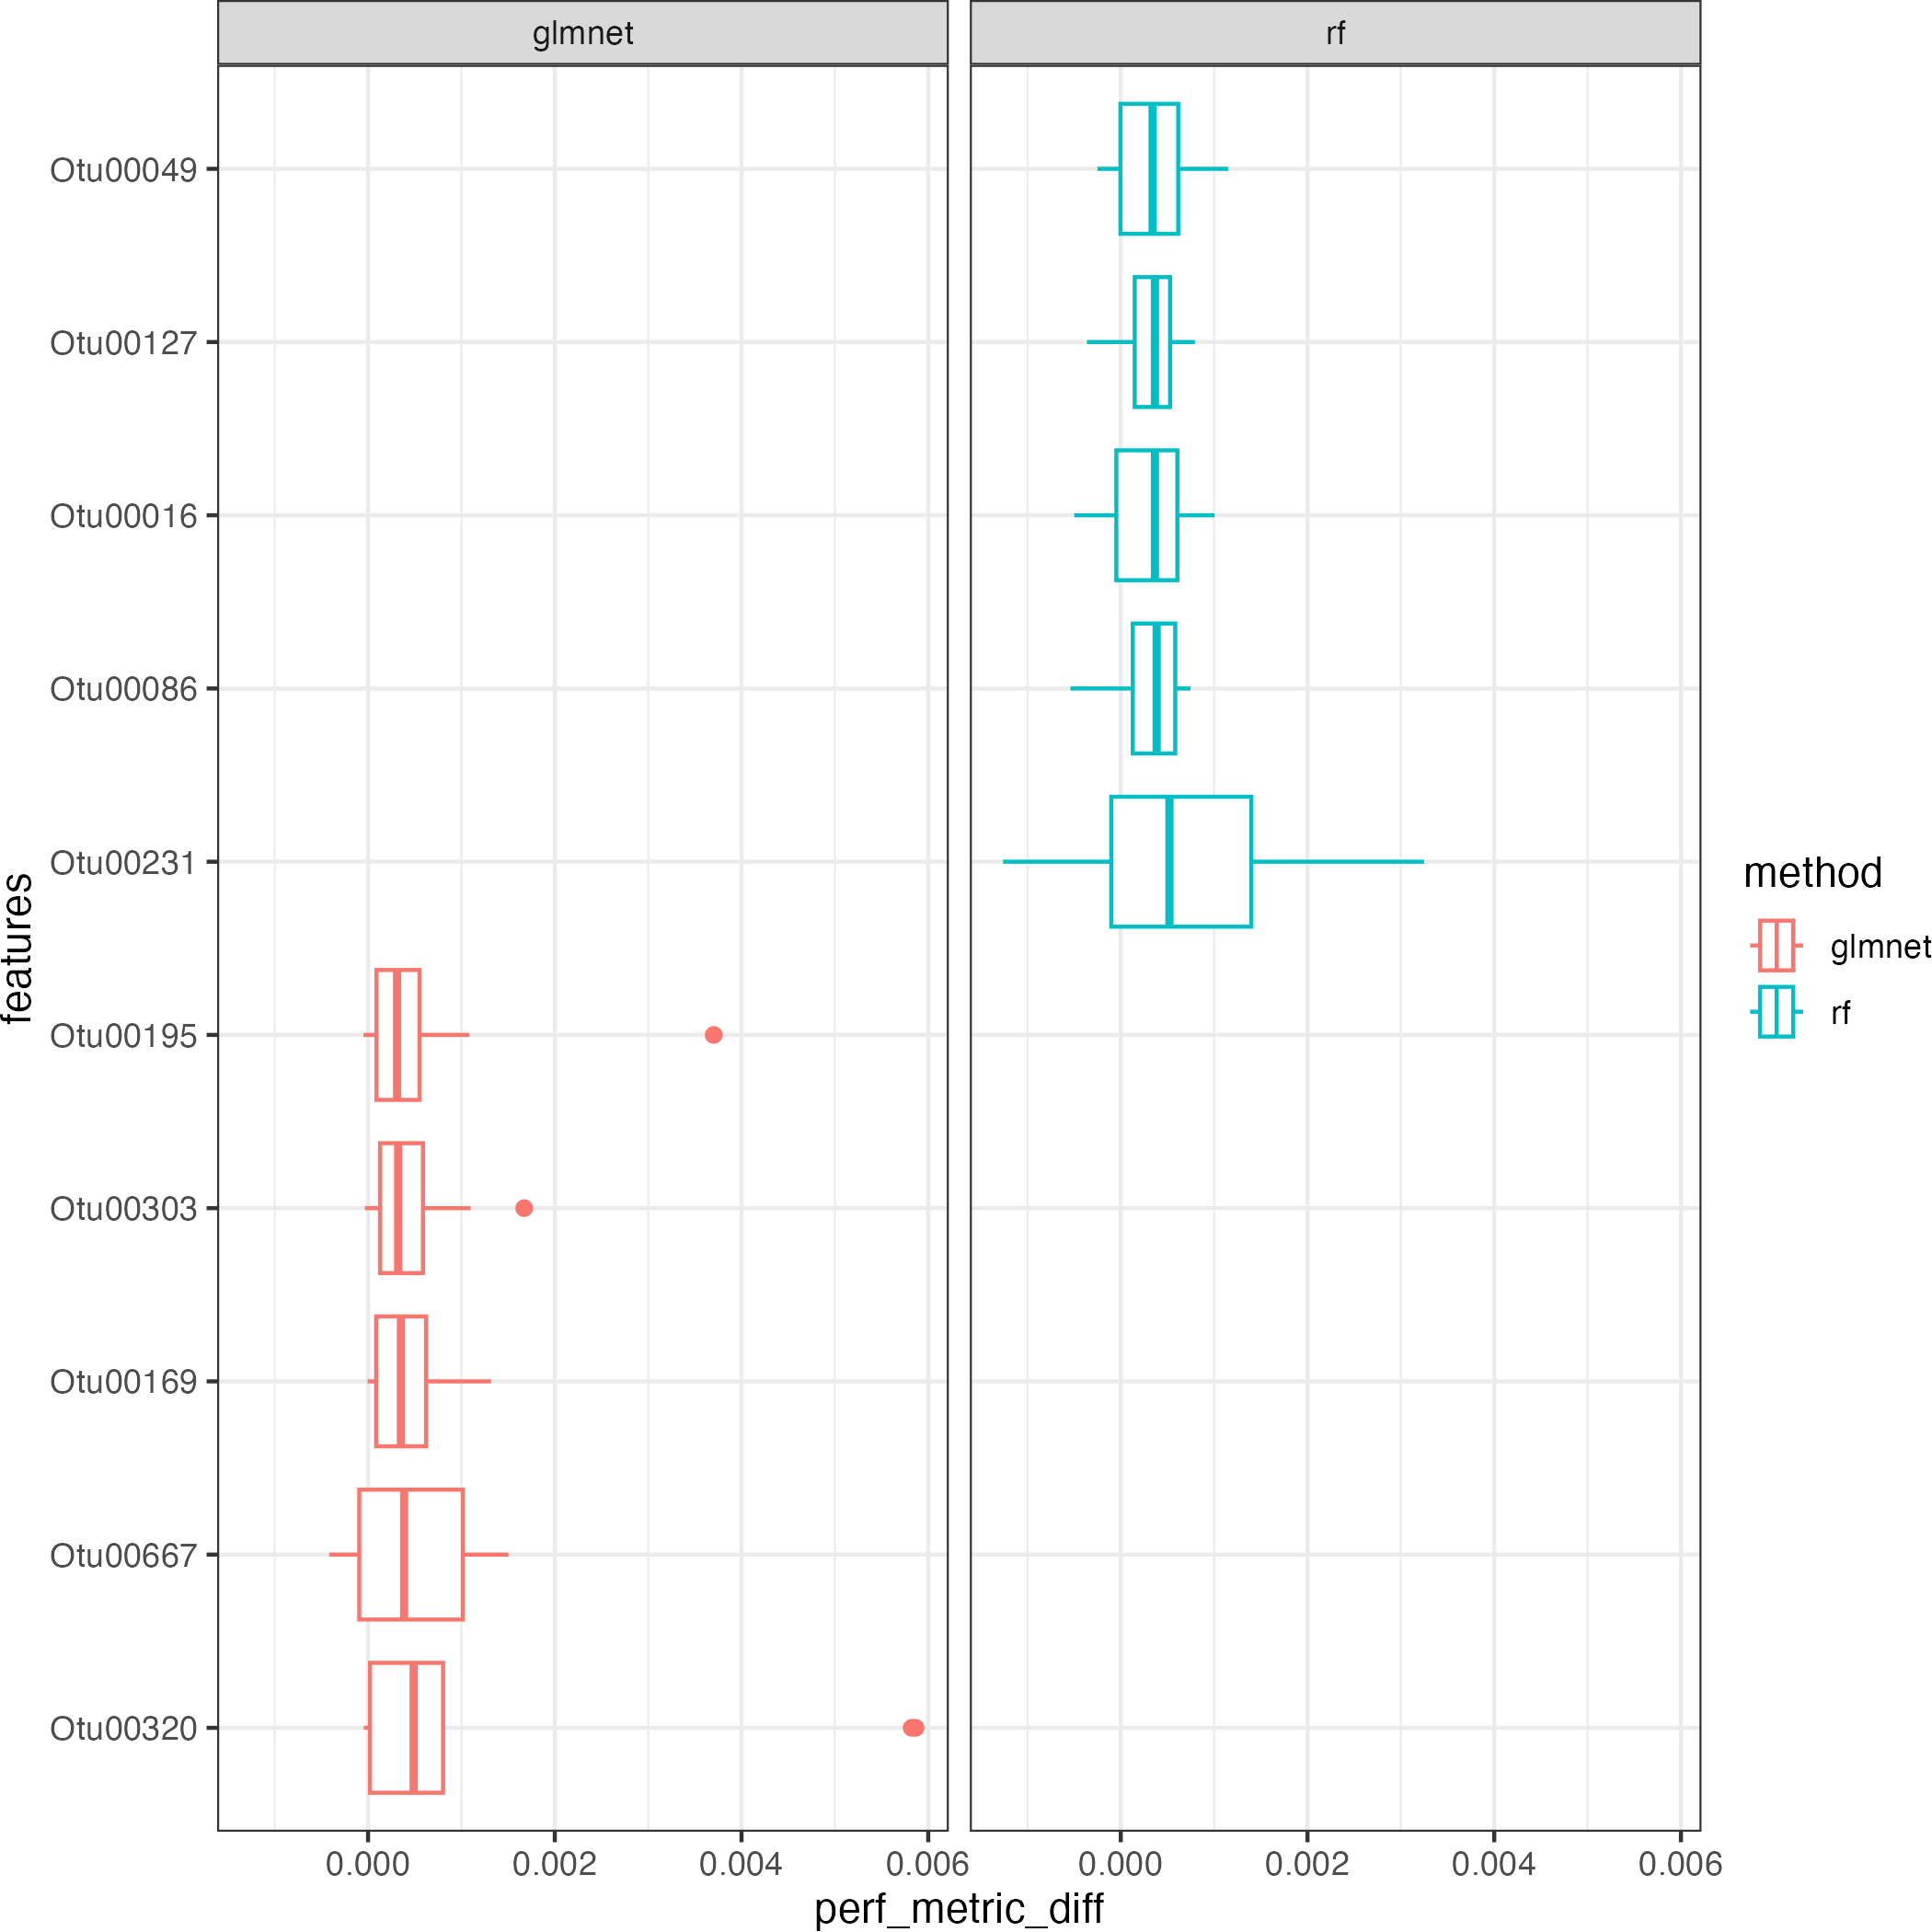 glmnet
rf
features
Otu00049
Otu00127
Otu00016
Otu00086
Otu00231
Otu00195
Otu00303
Otu00169
Otu00667
Otu00320
0.000 0.002 0.004 0.006
0.000 0.002 0.004 0.006
perf_metric_diff
method
glmnet
rf